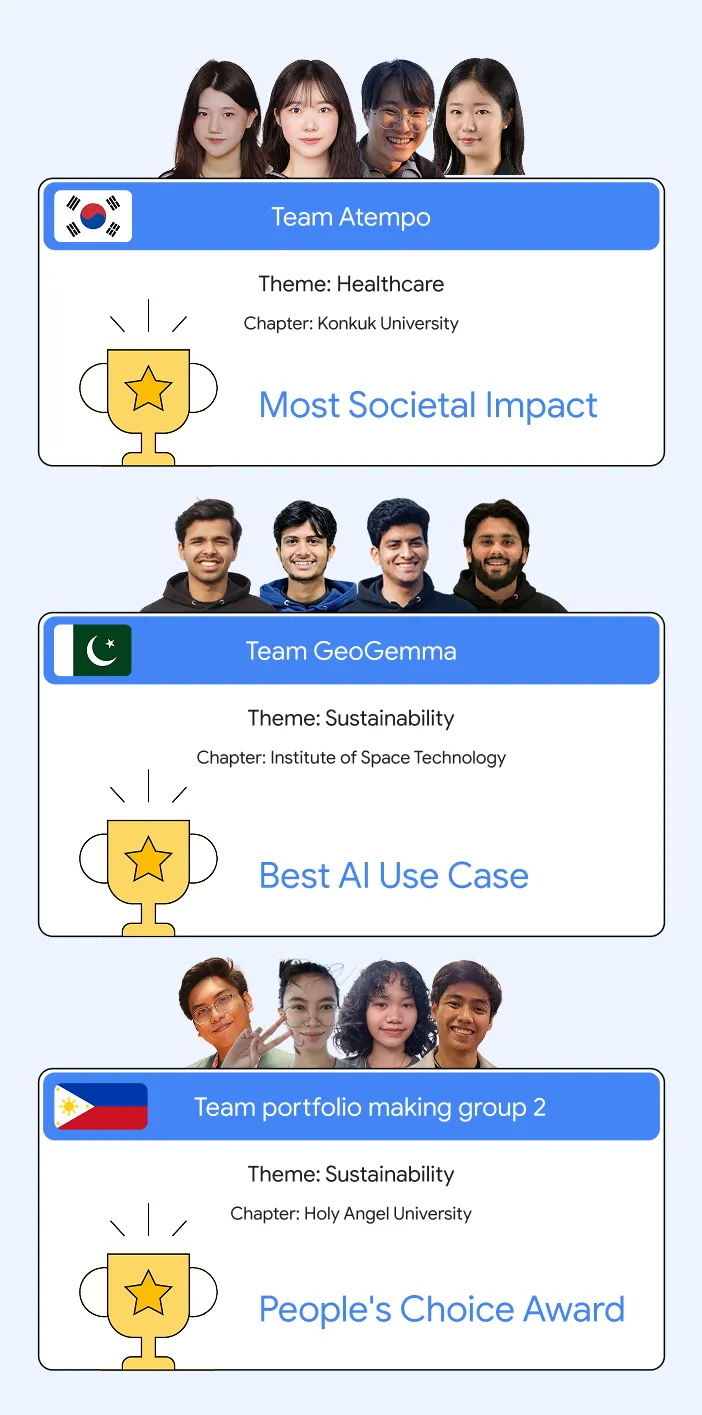 Team Atempo
Theme: Healthcare
Chapter: Konkuk University
Most Societal Impact
Team GeoGemma
Theme: Sustainability
Chapter: Institute of Space Technology
Best AI Use Case
Team portfolio making group 2
Theme: Sustainability
Chapter: Holy Angel University
People's Choice Award